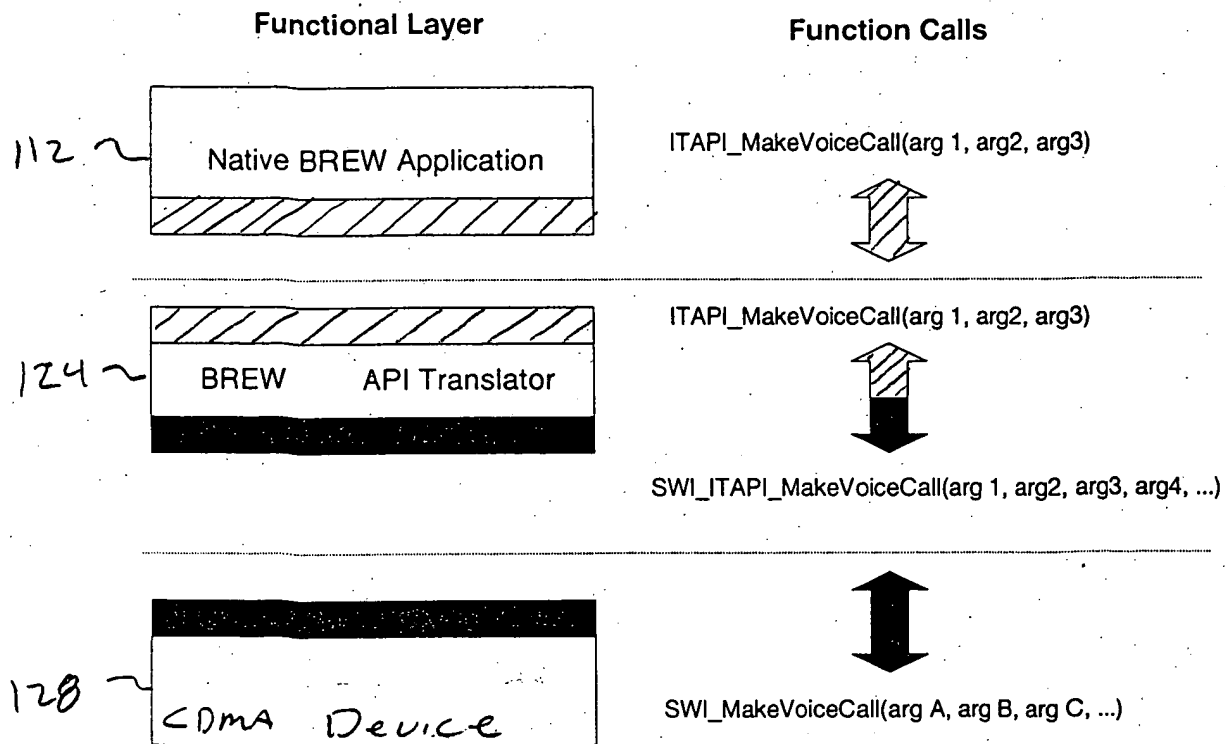 Functional Layer
Function Calls
112
Native BREW Application
ITAPI_MakeVoiceCall(arg 1, arg2, arg3)
124
BREW API Translator
ITAPI_MakeVoiceCall(arg 1, arg2, arg3)
SWI_ITAPI_MakeVoiceCall(arg 1, arg2, arg3, arg4, ...)
128
CDMA Device
SWI_MakeVoiceCall(arg A, arg B, arg C, ...)